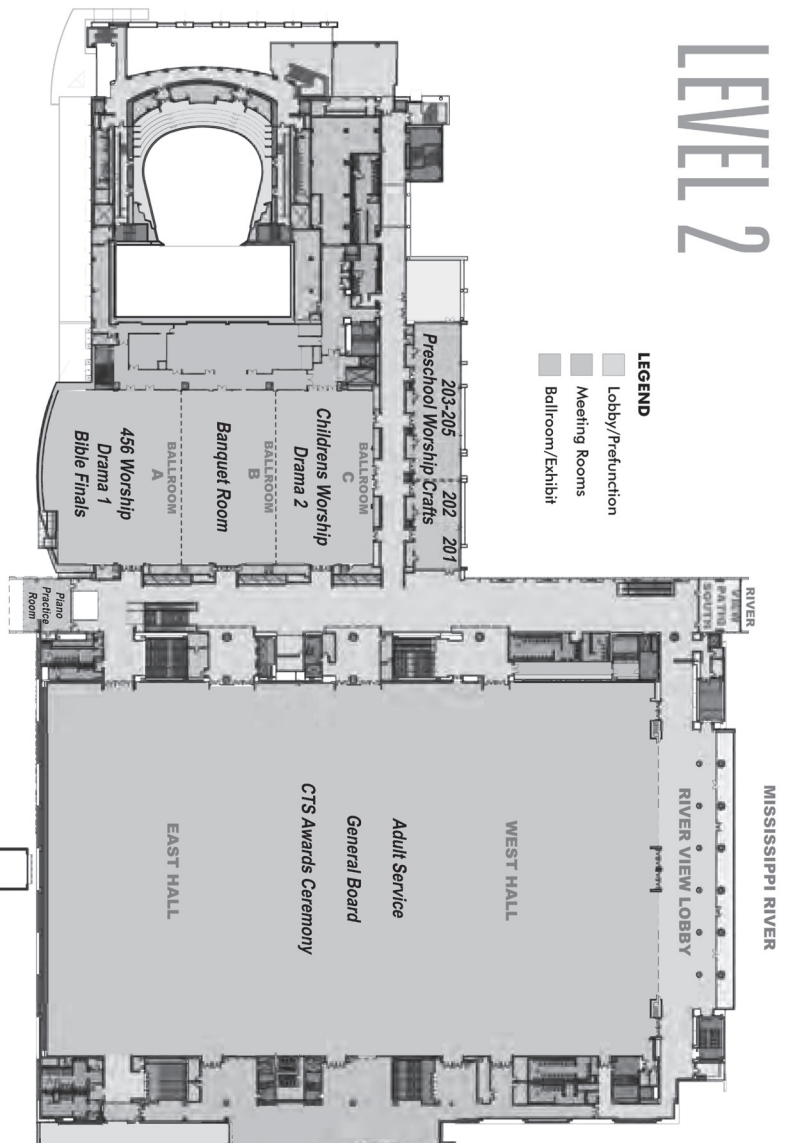 LEVEL 2
LEGEND
Lobby/Prefunction
Meeting Rooms
Ballroom/Exhibit
203-205
202
201
Preschool Worship Crafts
BALLROOM
C
Childrens Worship
Drama 2
BALLROOM
B
Banquet Room
BALLROOM
A
456 Worship
Drama 1
Bible Finals
RIVER
VIEW
PATIO
SOUTH
Piano
Practice
Room
MISSISSIPPI RIVER
RIVER VIEW LOBBY
WEST HALL
Adult Service
General Board
CTS Awards Ceremony
EAST HALL